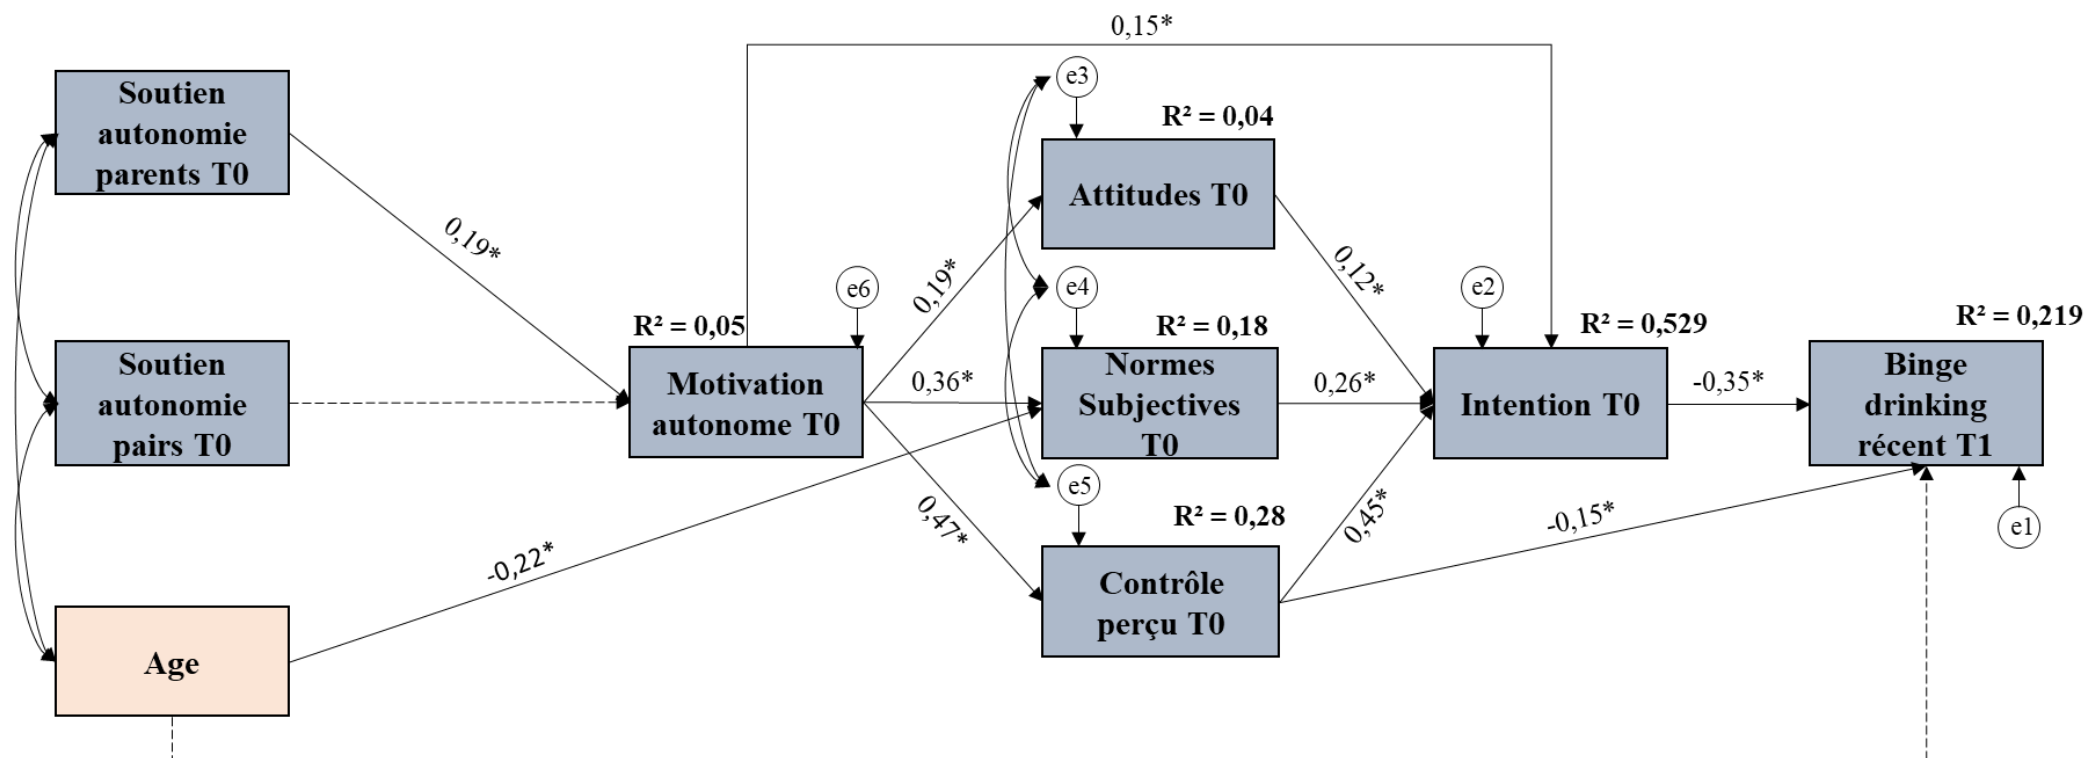 0,15*
e3
Soutien
autonomie
parents T0
R² = 0,04
Attitudes T0
0,19*
0,19*
0,12*
e6
e4
e2
R² = 0,05
R² = 0,18
R² = 0,529
R² = 0,219
Soutien
autonomie
pairs T0
Motivation
autonome T0
0,36*
Normes
Subjectives
T0
0,26*
Intention T0
-0,35*
Binge
drinking
récent T1
e5
0,47*
R² = 0,28
0,45*
-0,15*
e1
-0,22*
Contrôle
perçu T0
Age